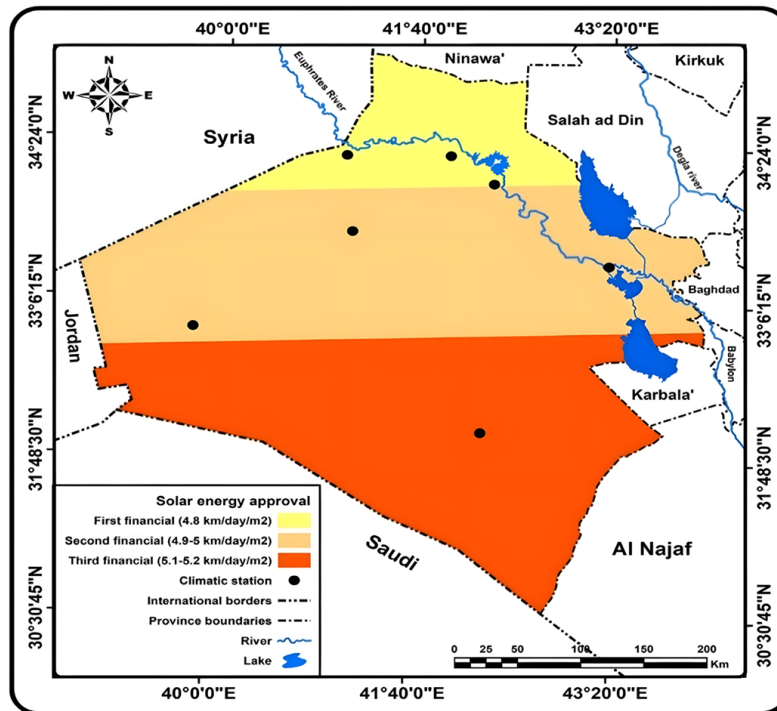 40°0'0"E 41°40'0"E 43°20'0"E
Ninawa'
Kirkuk
N
W E
S
Euphrates River
Syria
Salah ad Din
Degla river
34°24'0"N
34°24'0"N
33°6'15"N
33°6'15"N
Baghdad
Jordan
Babylon
Karbala'
31°48'30"N
31°48'30"N
Solar energy approval
First financial (4.8 km/day/m2)
Second financial (4.9-5 km/day/m2)
Third financial (5.1-5.2 km/day/m2)
Climatic station
International borders
Province boundaries
River
Lake
Saudi
Al Najaf
30°30'45"N
30°30'45"N
0 25 50 100 150 200
Km
40°0'0"E 41°40'0"E 43°20'0"E